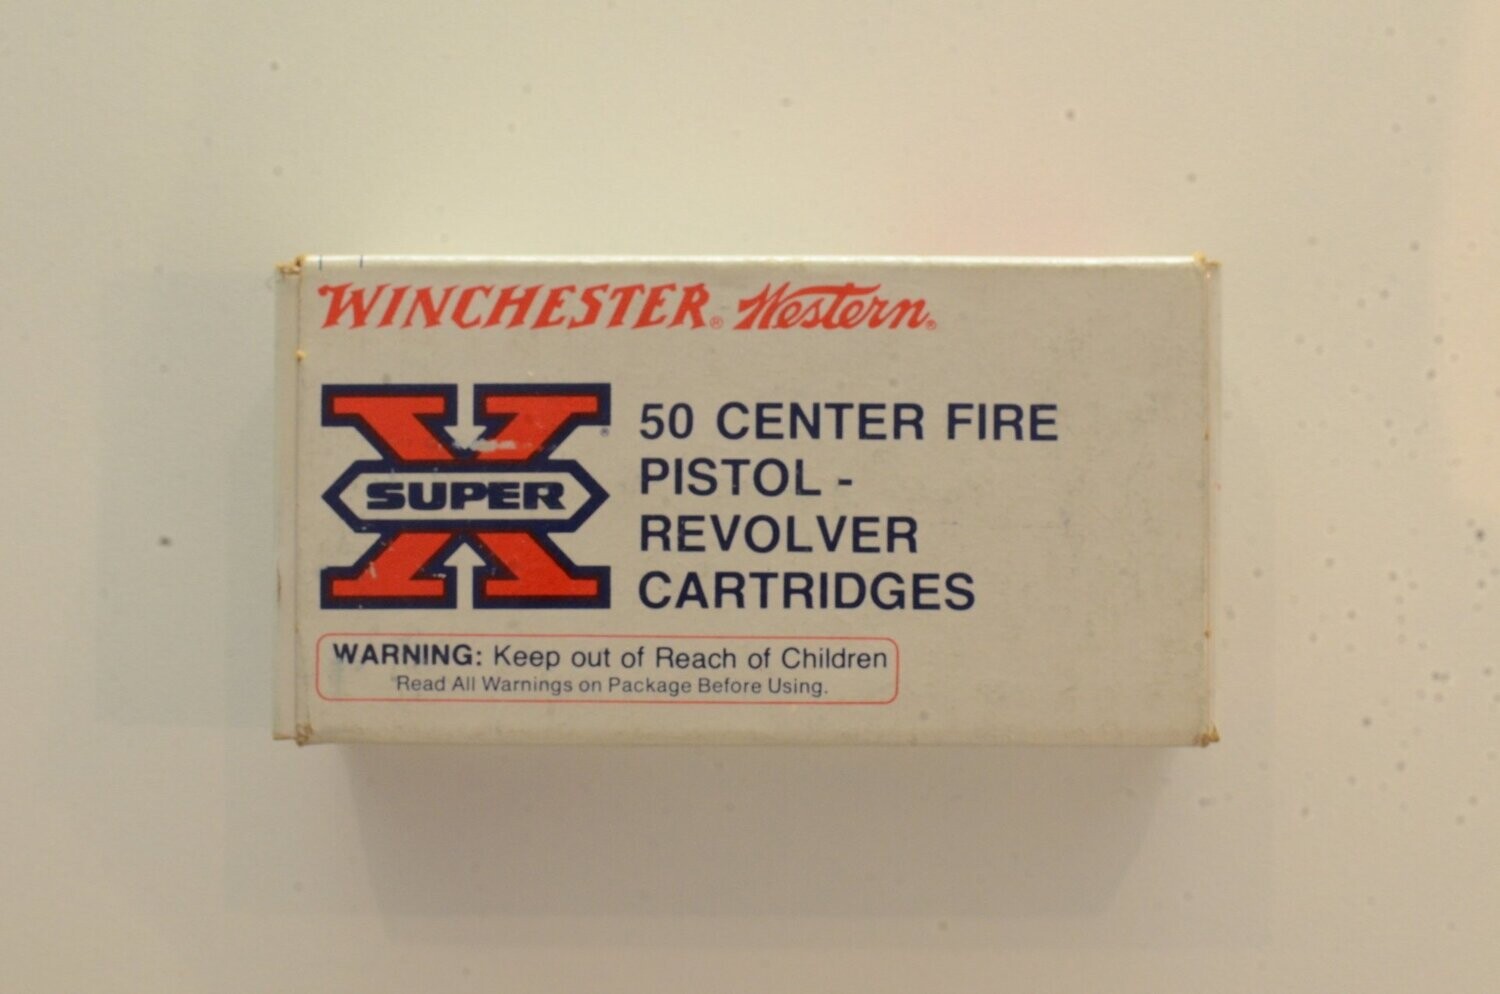 WINCHESTER® Western®
X ®
SUPER
50 CENTER FIRE
PISTOL -
REVOLVER
CARTRIDGES
WARNING: Keep out of Reach of Children
Read All Warnings on Package Before Using.